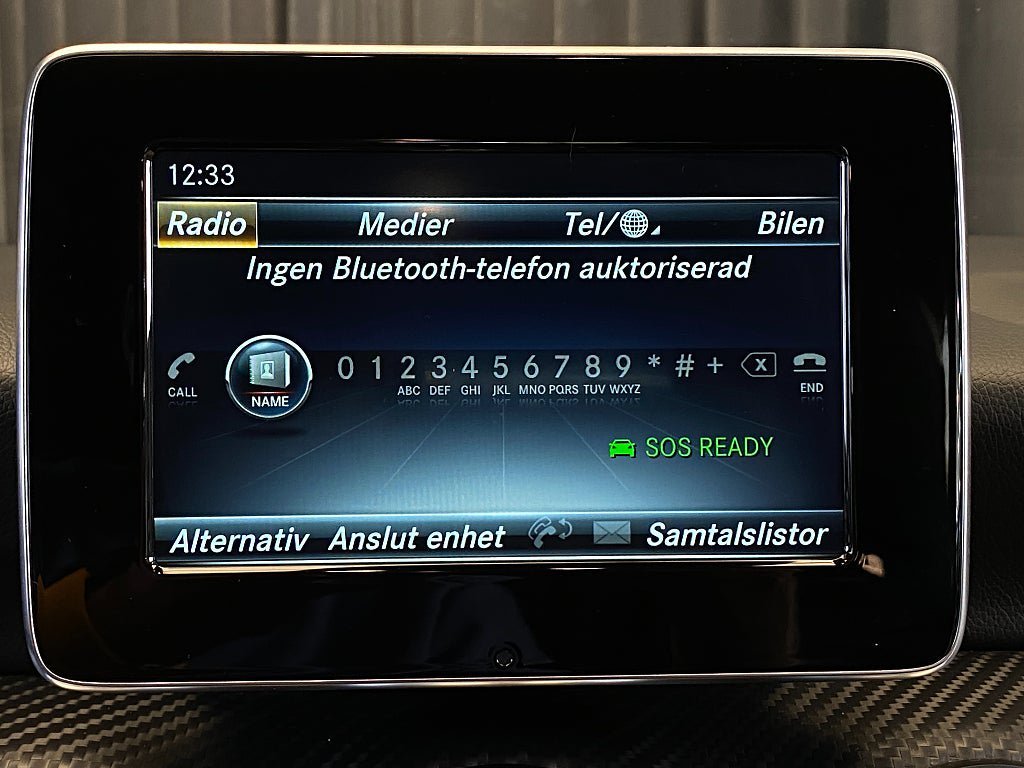 12:33
Radio Medier Tel/ Bilen
Ingen Bluetooth-telefon auktoriserad
0 1 2 3 4 5 6 7 8 9 * # + x
CALL NAME ABC DEF GHI JKL MNO PQRS TUV WXYZ END
SOS READY
Alternativ Anslut enhet Samtalslistor